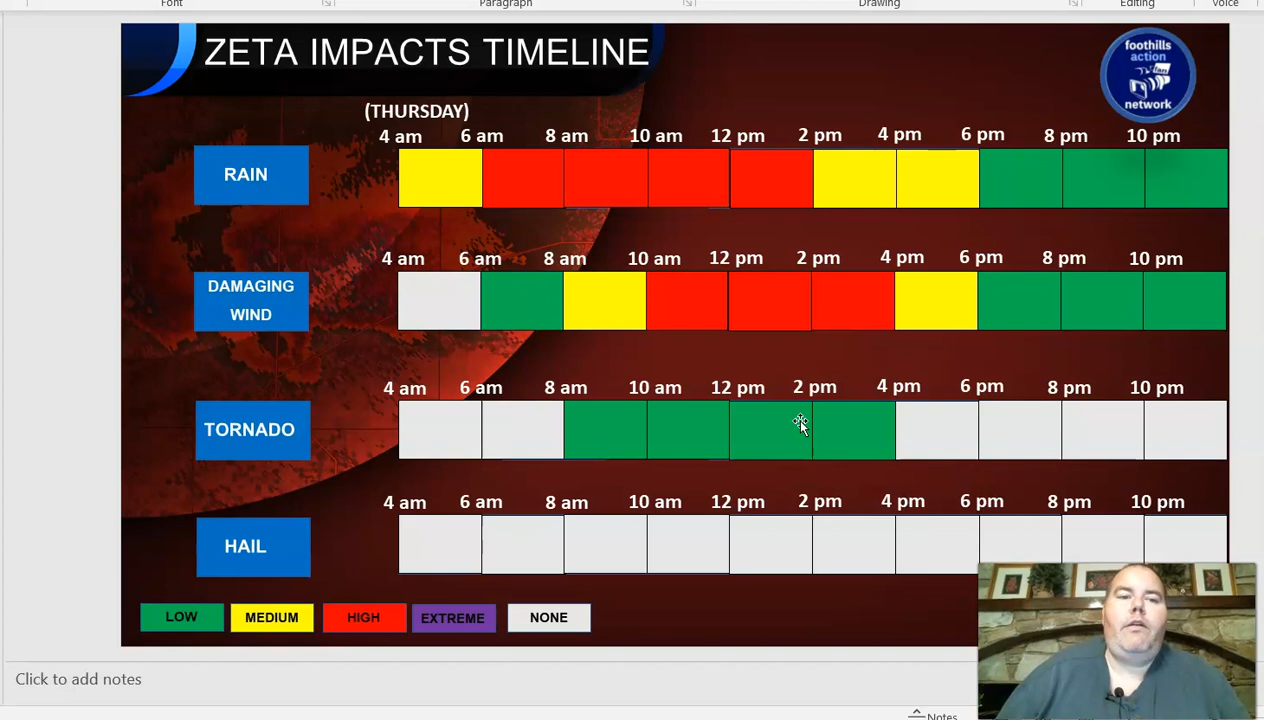 Font Paragraph Drawing Editing Voice
ZETA IMPACTS TIMELINE
foothills
action
fan
network
(THURSDAY)
4 am 6 am 8 am 10 am 12 pm 2 pm 4 pm 6 pm 8 pm 10 pm
RAIN
4 am 6 am 8 am 10 am 12 pm 2 pm 4 pm 6 pm 8 pm 10 pm
DAMAGING
WIND
4 am 6 am 8 am 10 am 12 pm 2 pm 4 pm 6 pm 8 pm 10 pm
TORNADO
4 am 6 am 8 am 10 am 12 pm 2 pm 4 pm 6 pm 8 pm 10 pm
HAIL
LOW MEDIUM HIGH EXTREME NONE
Click to add notes
Notes